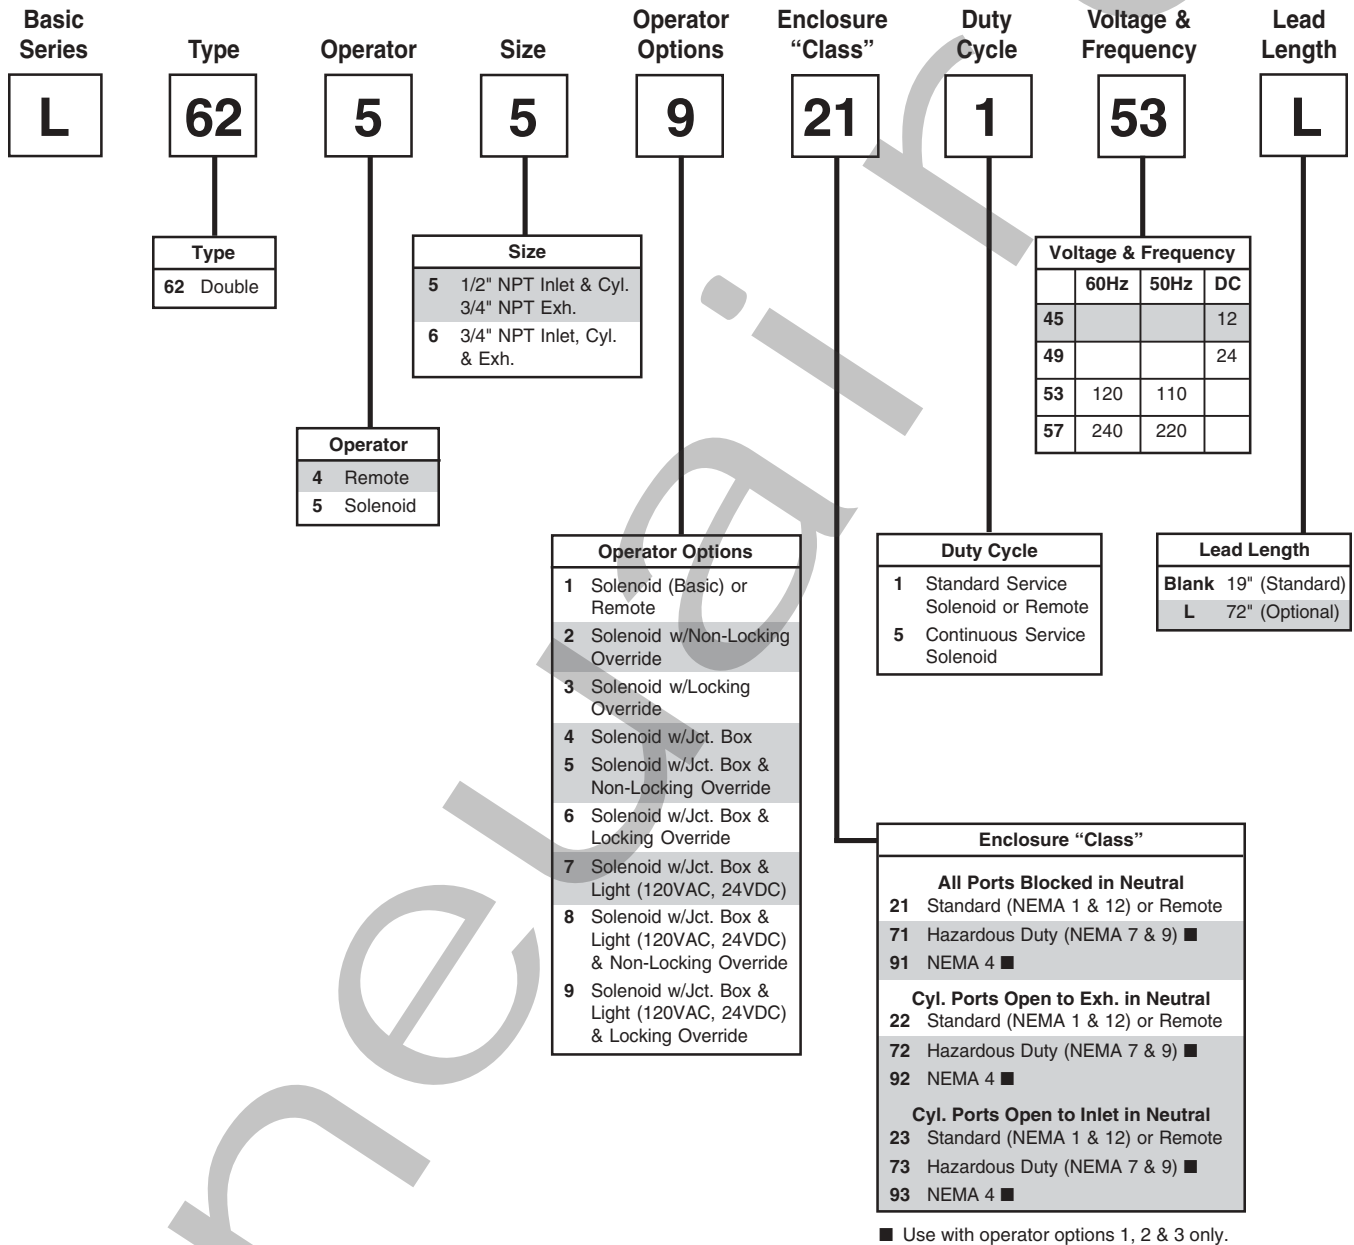 Basic Series
Type
Operator
Size
Operator Options
Enclosure “Class”
Duty Cycle
Voltage & Frequency
Lead Length
L 62 5 5 9 21 1 53 L
Type
62 Double
Size
5 1/2" NPT Inlet & Cyl.
3/4" NPT Exh.
6 3/4" NPT Inlet, Cyl.
& Exh.
Voltage & Frequency
60Hz 50Hz DC
45 12
49 24
53 120 110
57 240 220
Operator
4 Remote
5 Solenoid
Operator Options
1 Solenoid (Basic) or
Remote
2 Solenoid w/Non-Locking
Override
3 Solenoid w/Locking
Override
4 Solenoid w/Jct. Box
5 Solenoid w/Jct. Box &
Non-Locking Override
6 Solenoid w/Jct. Box &
Locking Override
7 Solenoid w/Jct. Box &
Light (120VAC, 24VDC)
8 Solenoid w/Jct. Box &
Light (120VAC, 24VDC)
& Non-Locking Override
9 Solenoid w/Jct. Box &
Light (120VAC, 24VDC)
& Locking Override
Duty Cycle
1 Standard Service
Solenoid or Remote
5 Continuous Service
Solenoid
Lead Length
Blank 19" (Standard)
L 72" (Optional)
Enclosure “Class”
All Ports Blocked in Neutral
21 Standard (NEMA 1 & 12) or Remote
71 Hazardous Duty (NEMA 7 & 9) ■
91 NEMA 4 ■
Cyl. Ports Open to Exh. in Neutral
22 Standard (NEMA 1 & 12) or Remote
72 Hazardous Duty (NEMA 7 & 9) ■
92 NEMA 4 ■
Cyl. Ports Open to Inlet in Neutral
23 Standard (NEMA 1 & 12) or Remote
73 Hazardous Duty (NEMA 7 & 9) ■
93 NEMA 4 ■
■ Use with operator options 1, 2 & 3 only.